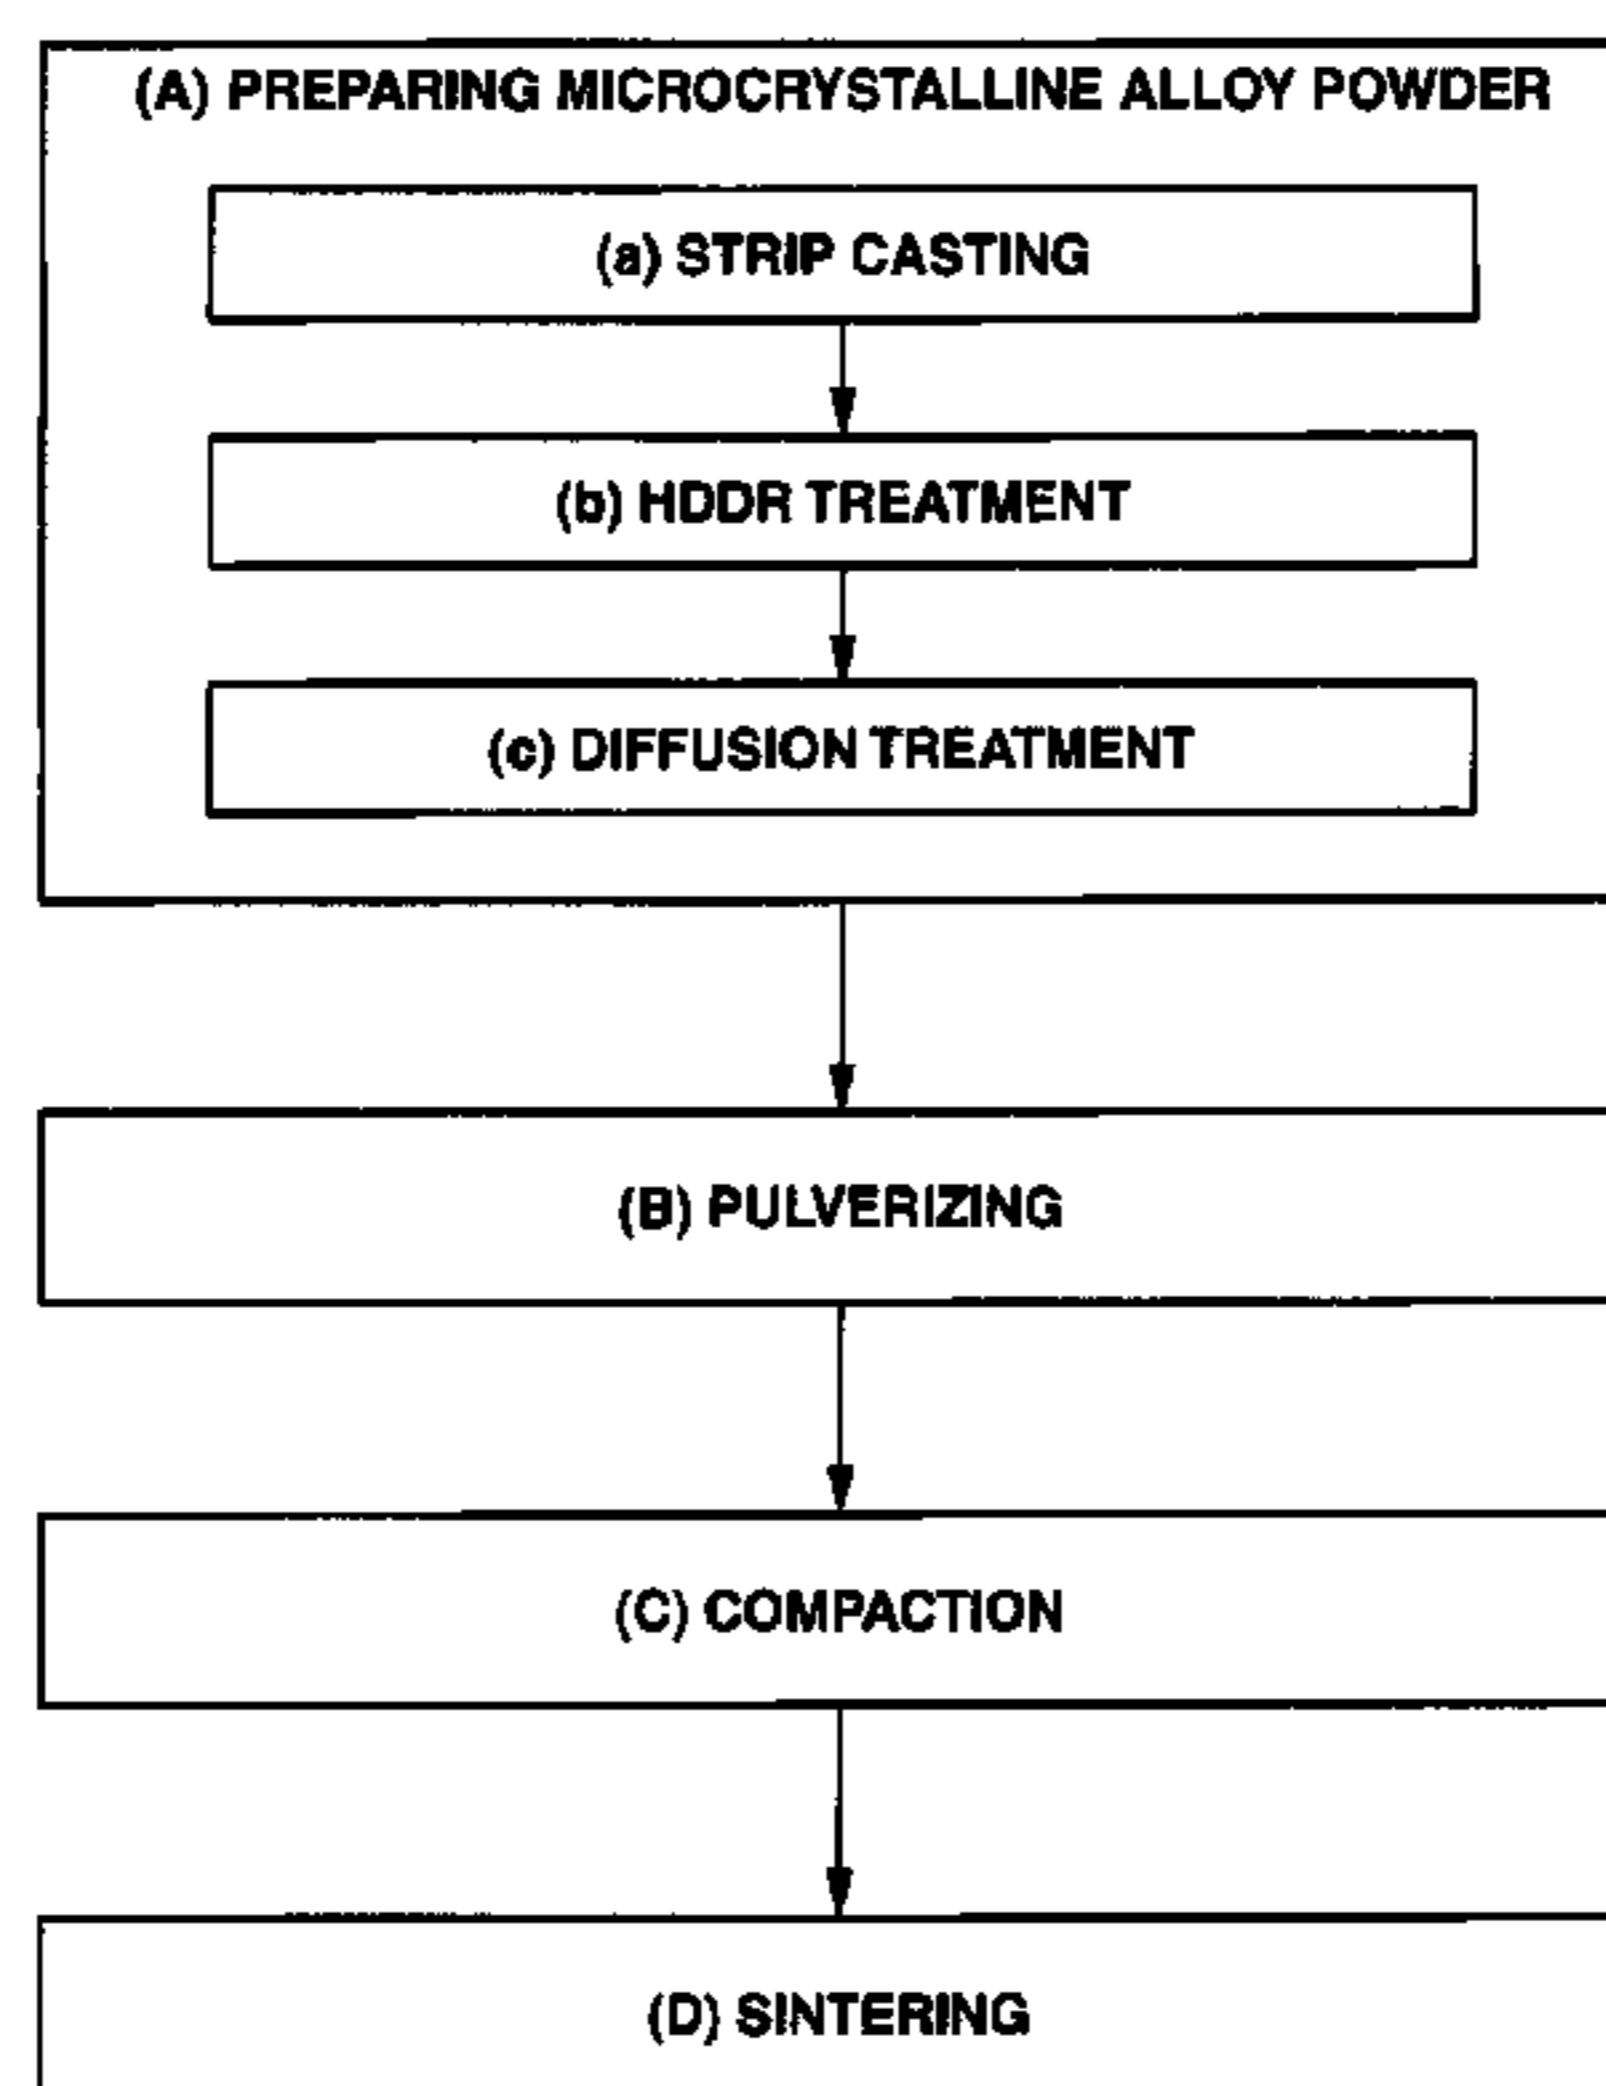 (A) PREPARING MICROCRYSTALLINE ALLOY POWDER
(a) STRIP CASTING
(b) HDDR TREATMENT
(c) DIFFUSION TREATMENT
(B) PULVERIZING
(C) COMPACTION
(D) SINTERING